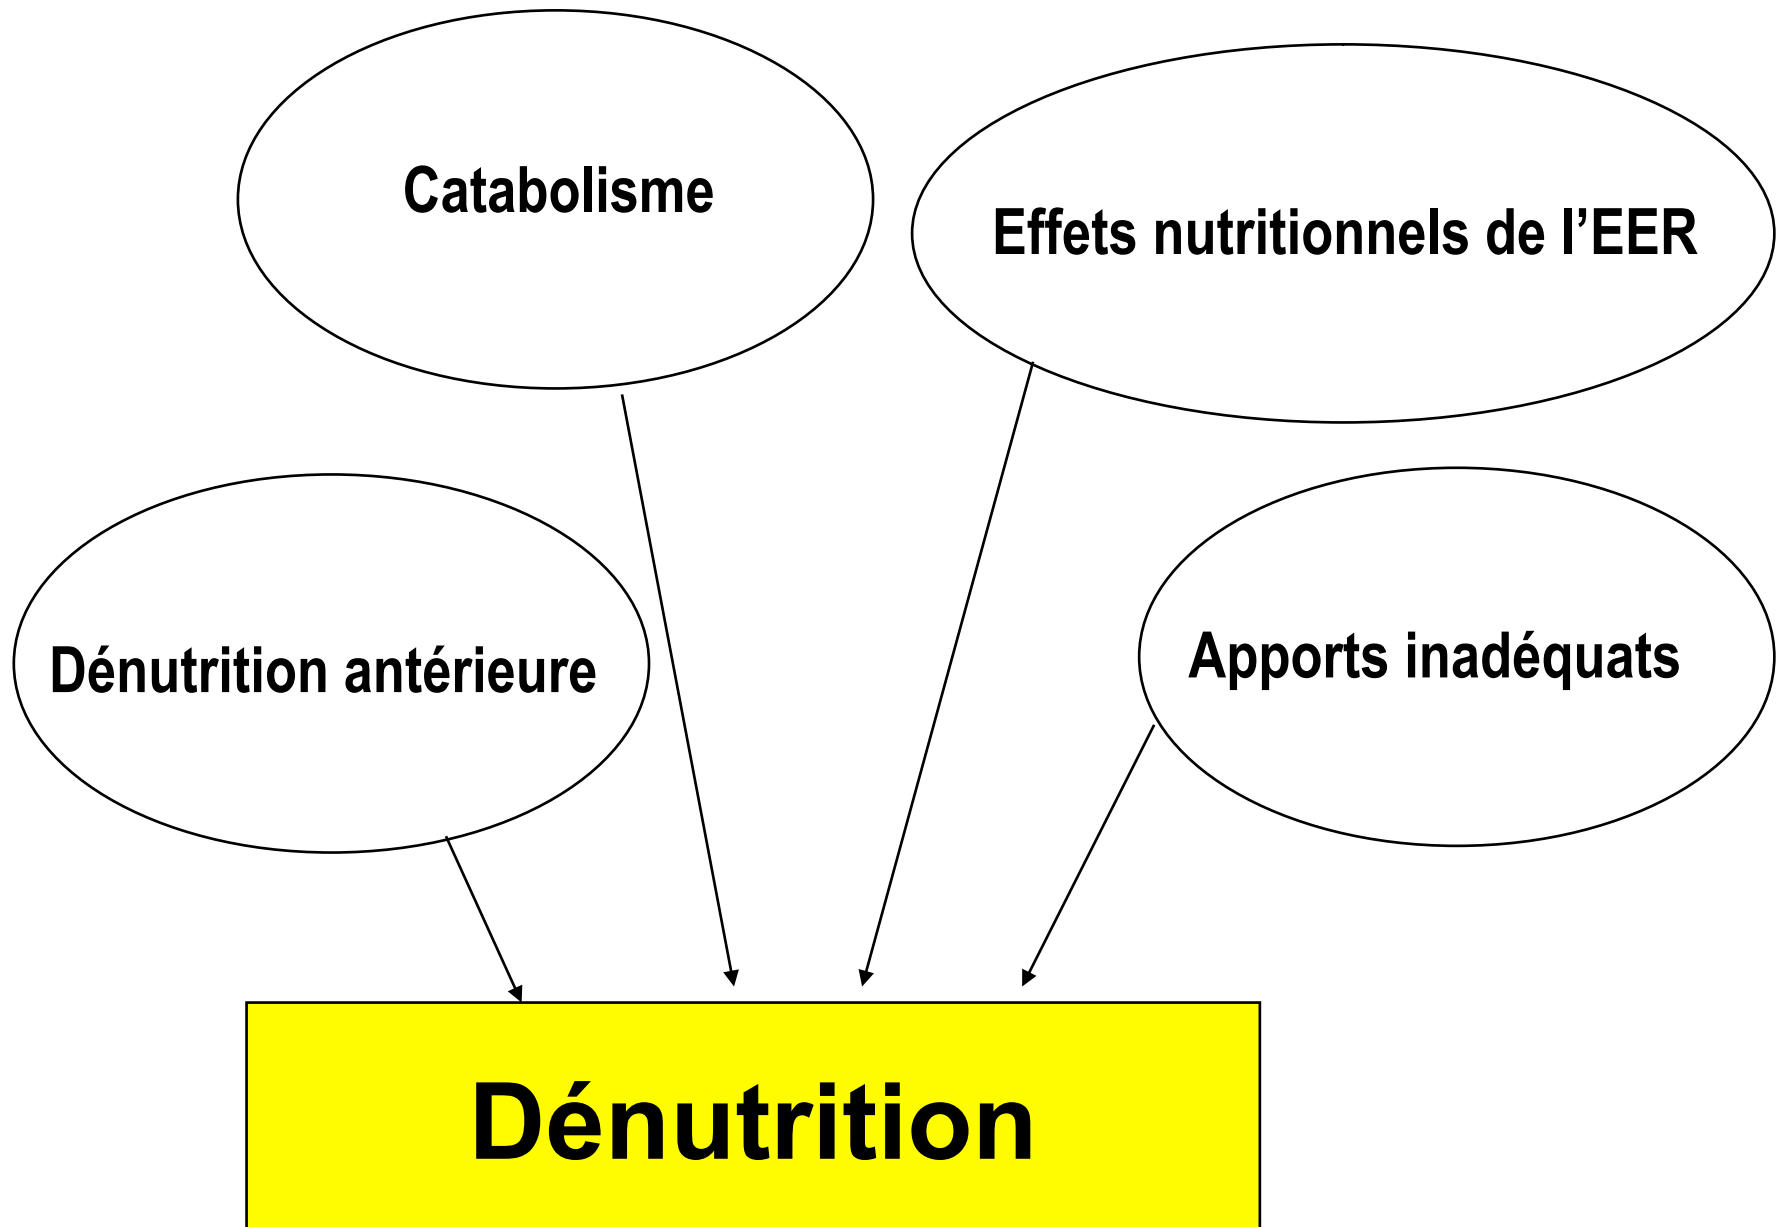 Catabolisme
Effets nutritionnels de l’EER
Dénutrition antérieure
Apports inadéquats
Dénutrition